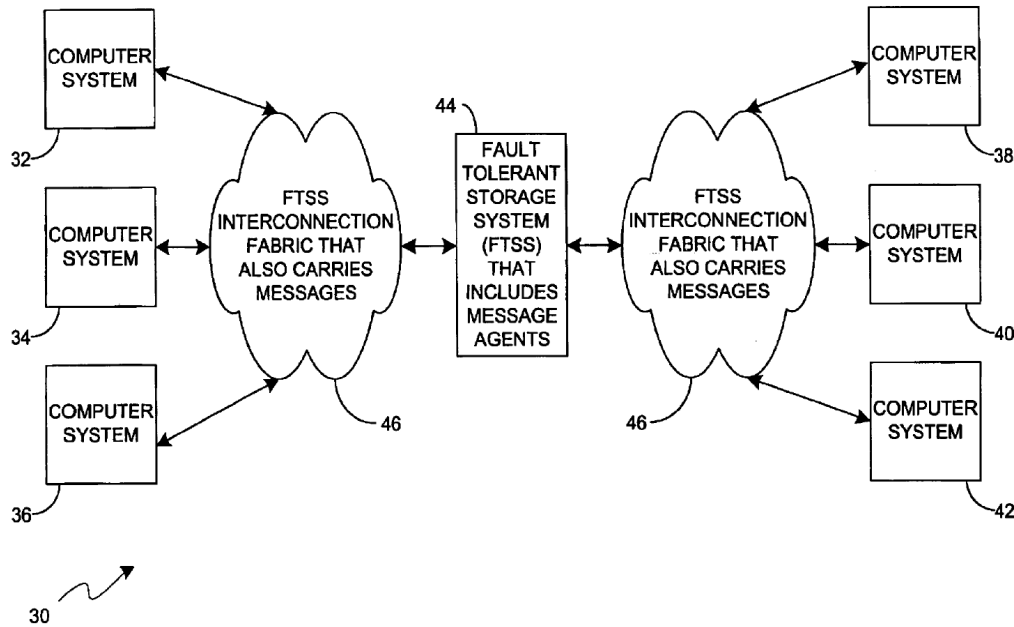 COMPUTER
SYSTEM
32
COMPUTER
SYSTEM
34
COMPUTER
SYSTEM
36
FTSS
INTERCONNECTION
FABRIC THAT
ALSO CARRIES
MESSAGES
46
44
FAULT
TOLERANT
STORAGE
SYSTEM
(FTSS)
THAT
INCLUDES
MESSAGE
AGENTS
FTSS
INTERCONNECTION
FABRIC THAT
ALSO CARRIES
MESSAGES
46
COMPUTER
SYSTEM
38
COMPUTER
SYSTEM
40
COMPUTER
SYSTEM
42
30